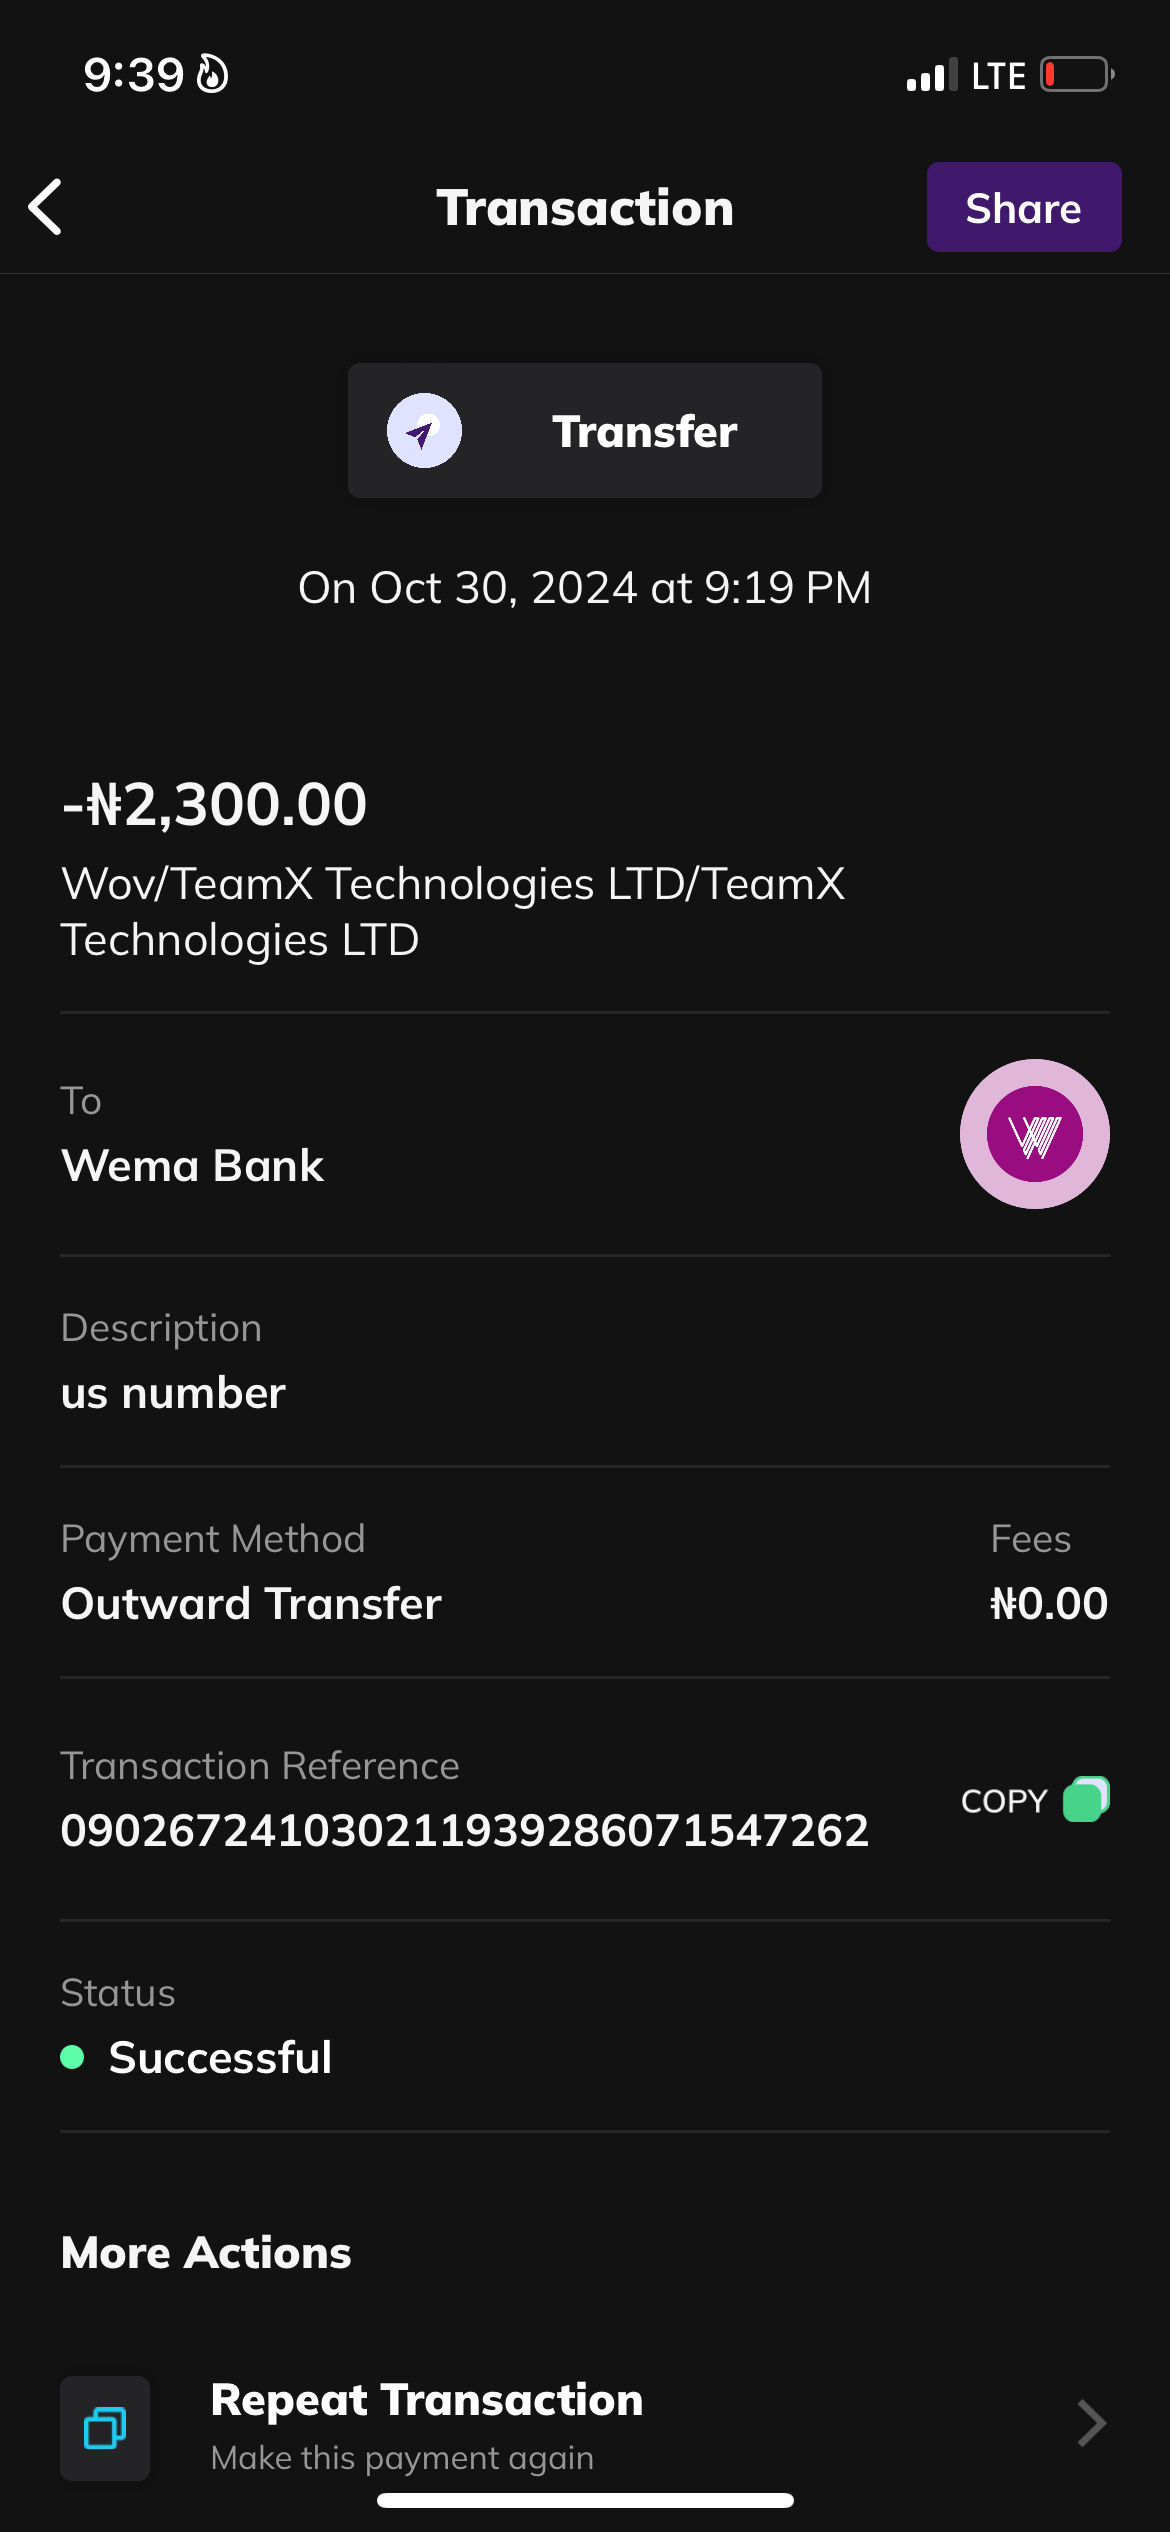 9:39
LTE
Transaction
Share
Transfer
On Oct 30, 2024 at 9:19 PM
-₦2,300.00
Wov/TeamX Technologies LTD/TeamX
Technologies LTD
To
Wema Bank
Description
us number
Payment Method
Fees
Outward Transfer
₦0.00
Transaction Reference
090267241030211939286071547262
COPY
Status
Successful
More Actions
Repeat Transaction
Make this payment again